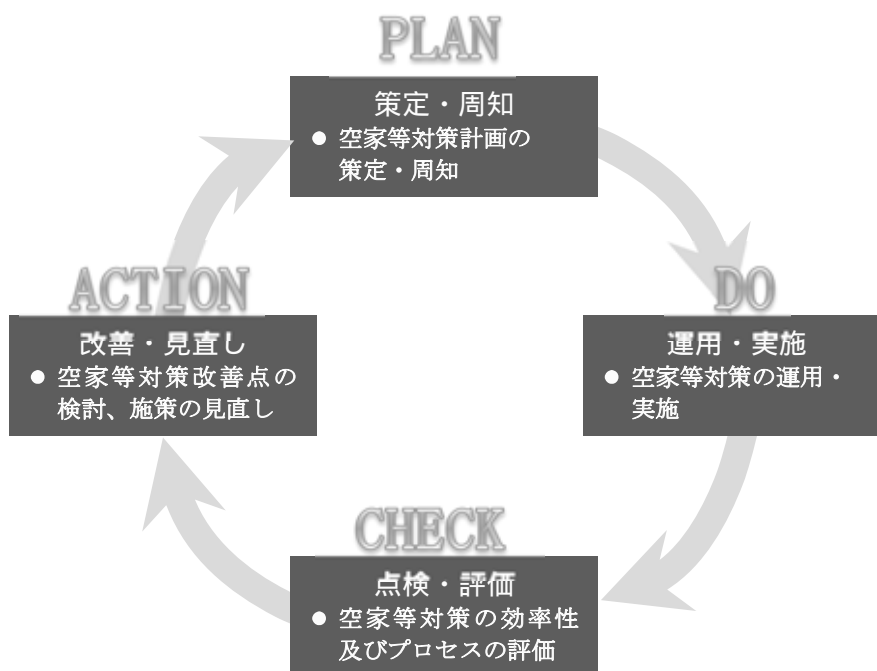 PLAN
策定・周知
● 空家等対策計画の
策定・周知
DO
運用・実施
● 空家等対策の運用・
実施
CHECK
点検・評価
● 空家等対策の効率性
及びプロセスの評価
ACTION
改善・見直し
● 空家等対策改善点の
検討、施策の見直し